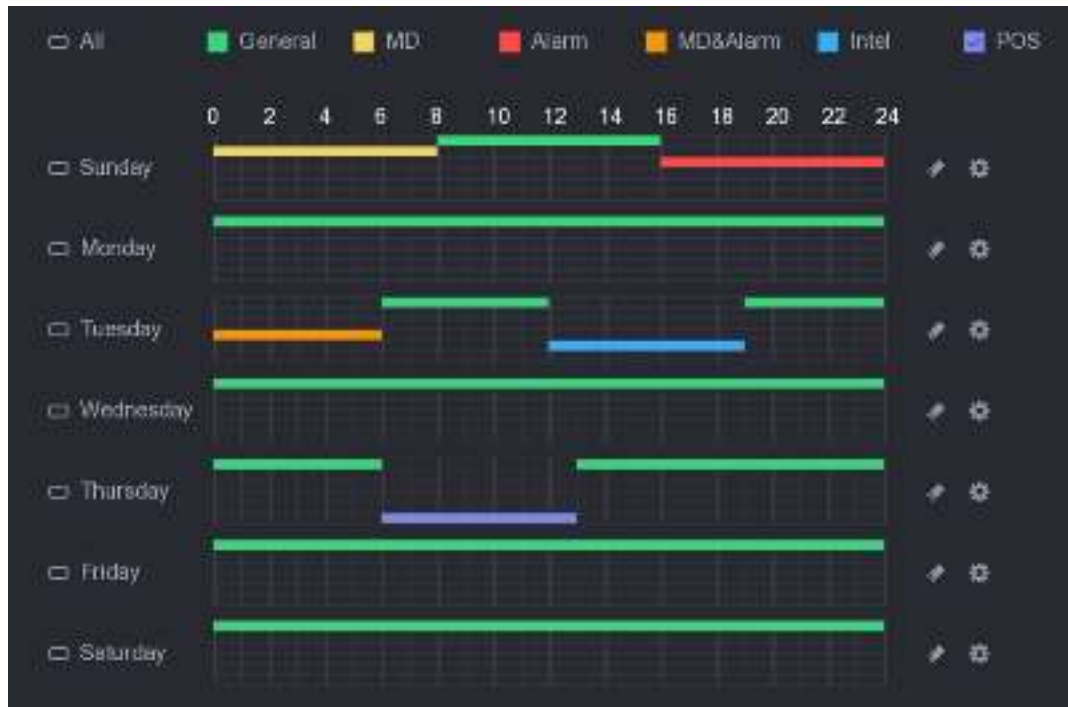 All General MD Alarm MD&Alarm Intel POS
0 2 4 6 8 10 12 14 16 18 20 22 24
Sunday
Monday
Tuesday
Wednesday
Thursday
Friday
Saturday